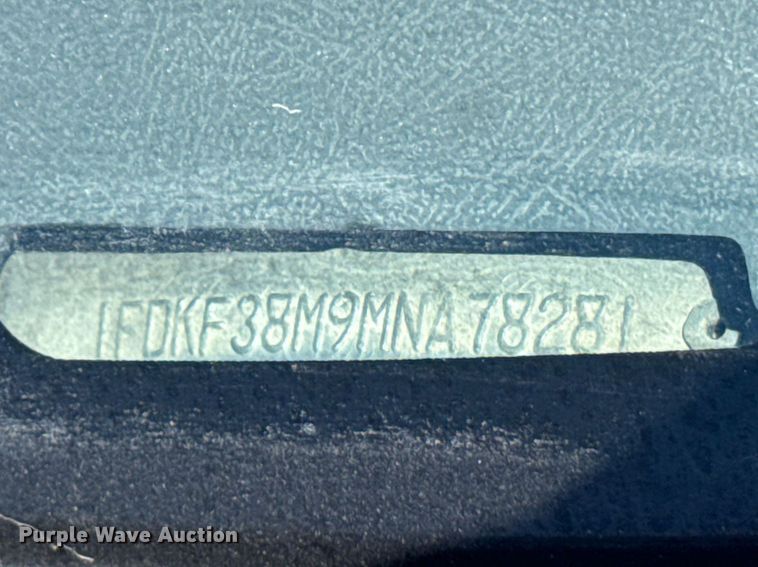 1FDKF38M9MNA78281
Purple Wave Auction